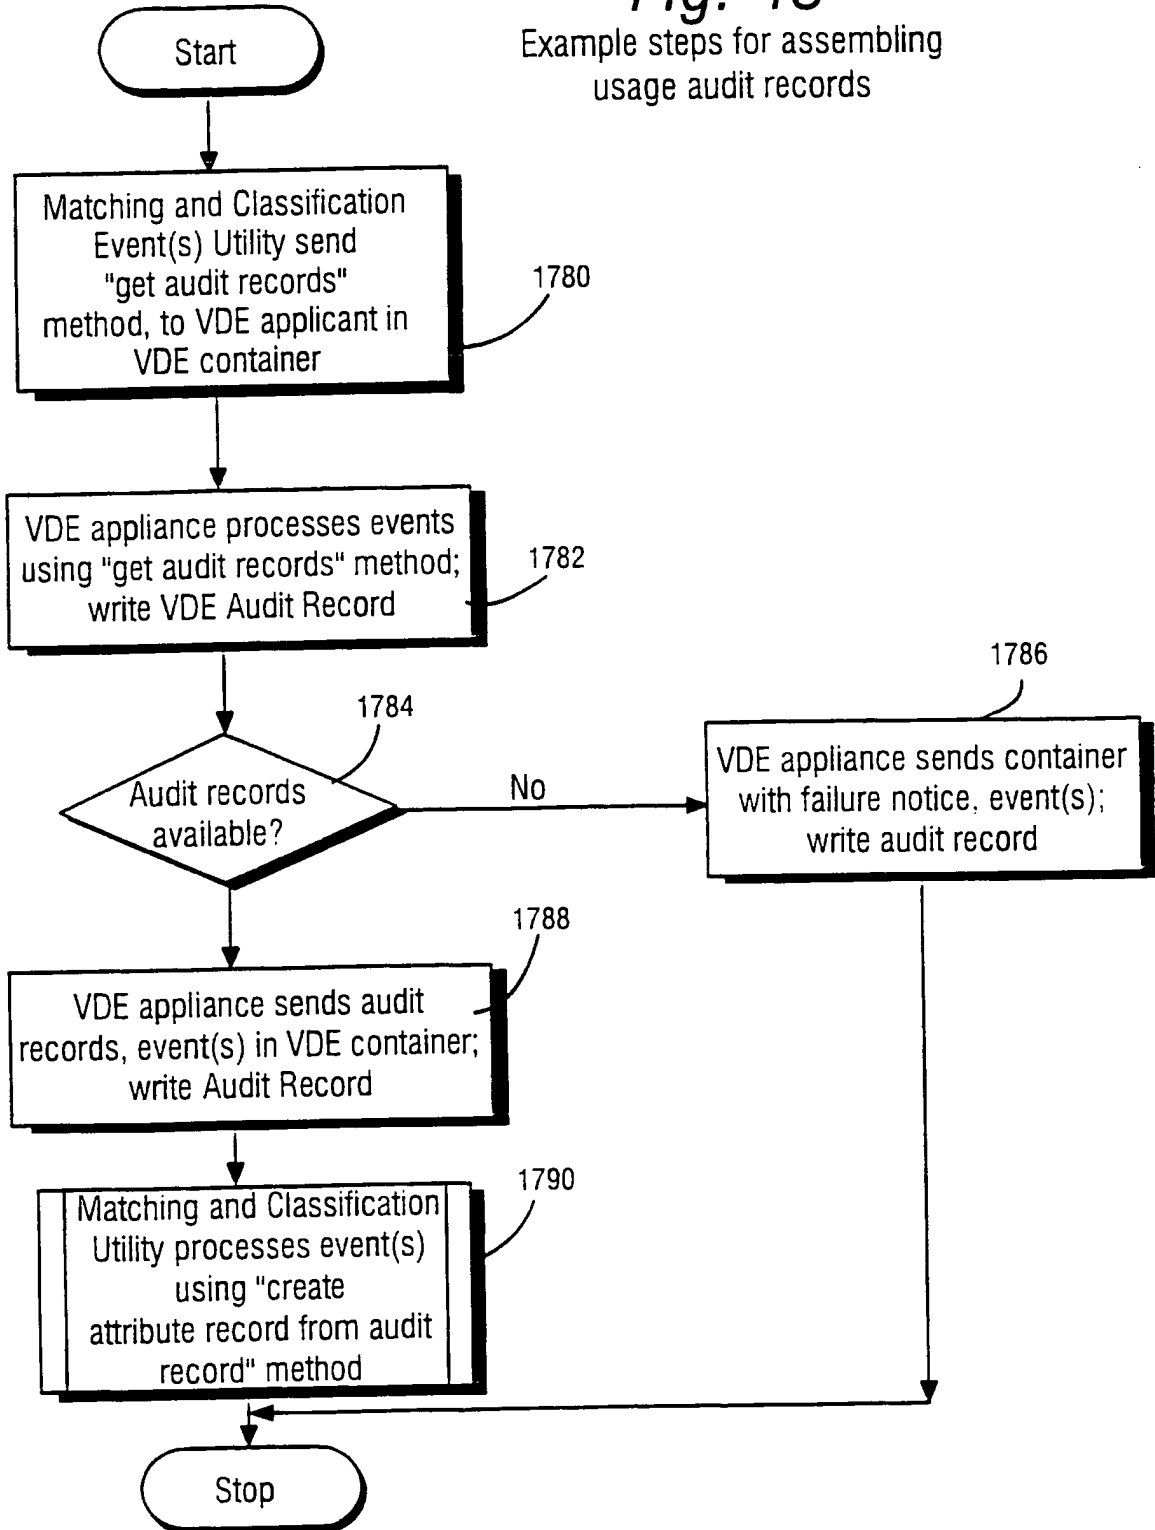 Example steps for assembling
usage audit records
Start
Matching and Classification
Event(s) Utility send
"get audit records"
method, to VDE applicant in
VDE container
1780
VDE appliance processes events
using "get audit records" method;
write VDE Audit Record
1782
1784
Audit records
available?
No
1786
VDE appliance sends container
with failure notice, event(s);
write audit record
1788
VDE appliance sends audit
records, event(s) in VDE container;
write Audit Record
1790
Matching and Classification
Utility processes event(s)
using "create
attribute record from audit
record" method
Stop